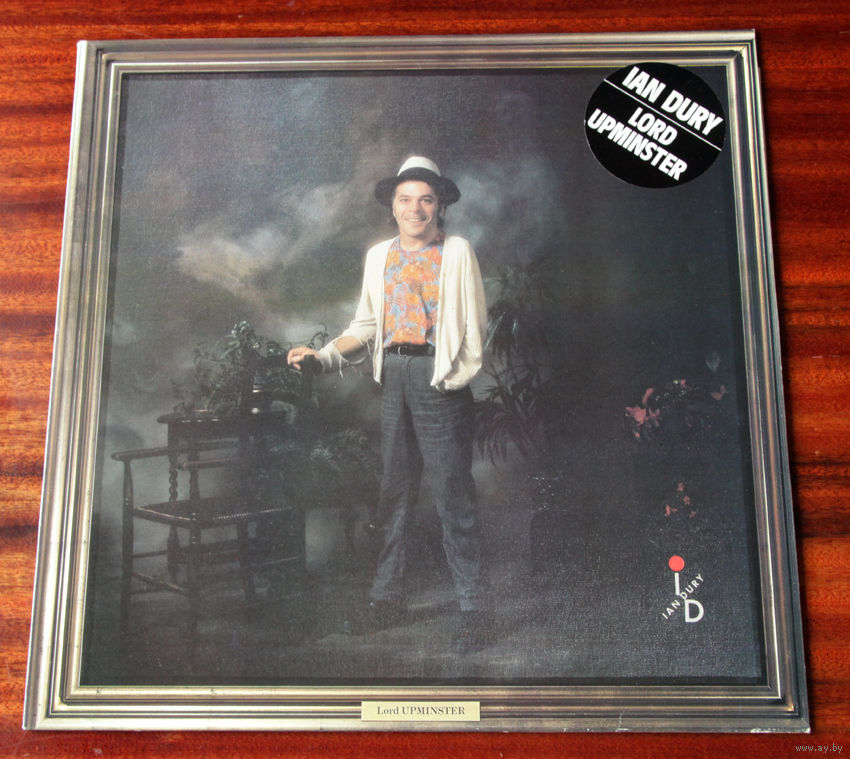 IAN DURY
LORD
UPMINSTER
i
IAN DURY
D
Lord UPMINSTER
www.ay.by